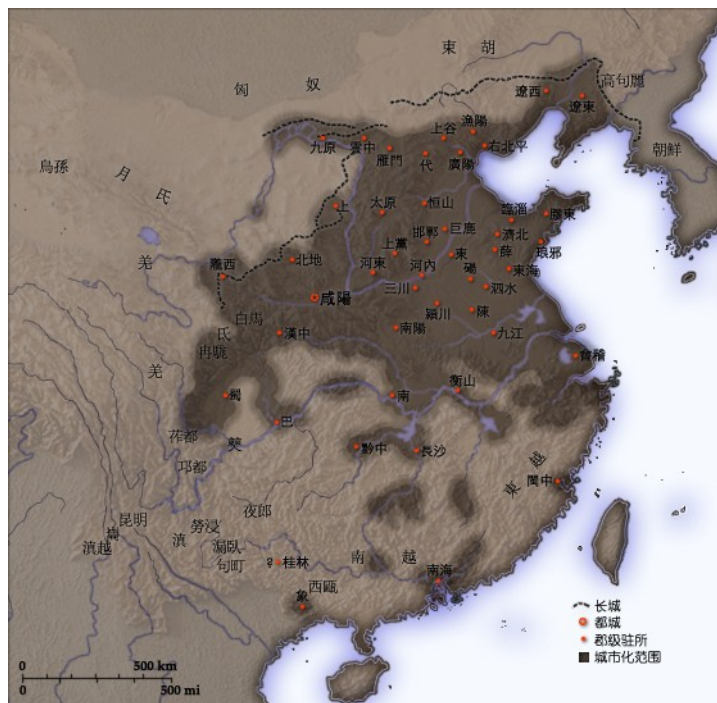 東胡
匈奴
高句麗
遼西
遼東
漁陽
上谷
九原
雲中
雁門
代
廣陽
右北平
朝鮮
烏孫
月氏
上
太原
恒山
臨淄
膠東
邯鄲
巨鹿
濟北
琅邪
上黨
東
薛
羌
隴西
北地
河東
河內
碭
東海
三川
泗水
咸陽
潁川
陳
白馬
氐
漢中
南陽
九江
冉駹
會稽
羌
蜀
南
衡山
巴
莋都
僰
黔中
長沙
邛都
東越
閩中
夜郎
昆明
滇
勞浸
漏臥
句町
滇越
桂林
南越
南海
西甌
象
长城
都城
郡级驻所
城市化范围
0 500 km
0 500 mi